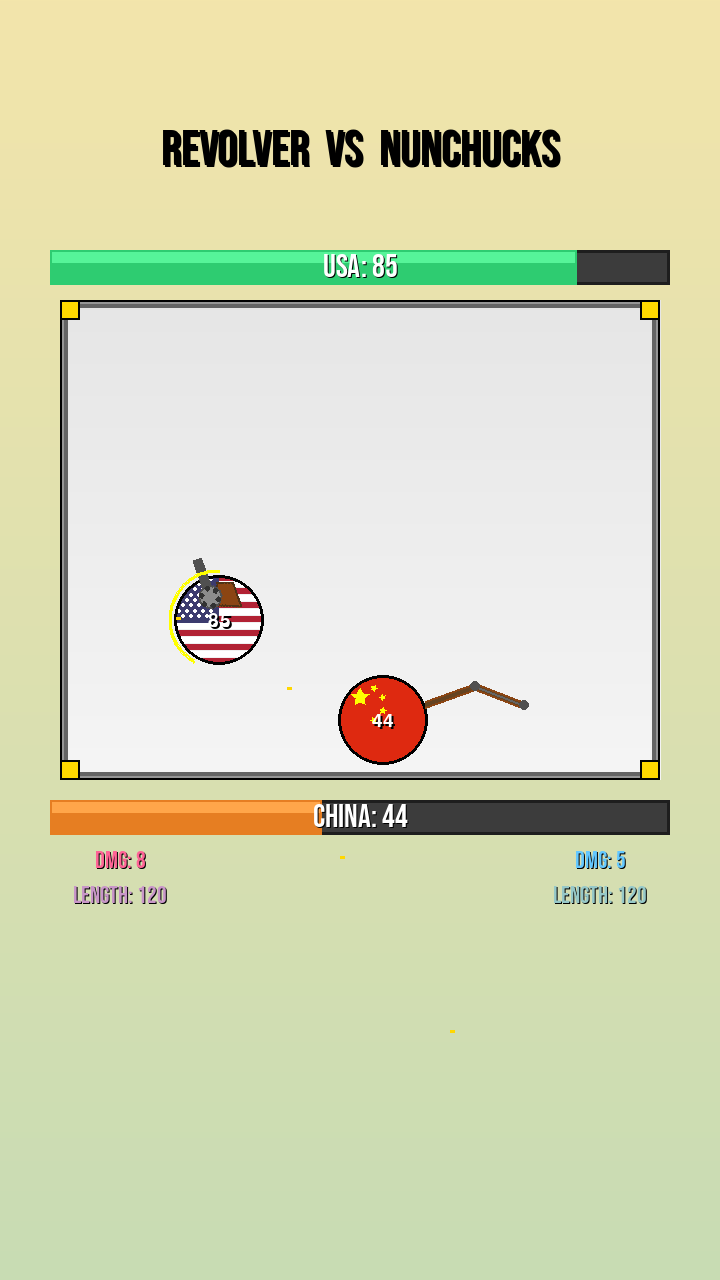 REVOLVER VS NUNCHUCKS
USA: 85
85
44
CHINA: 44
DMG: 8
DMG: 5
LENGTH: 120
LENGTH: 120